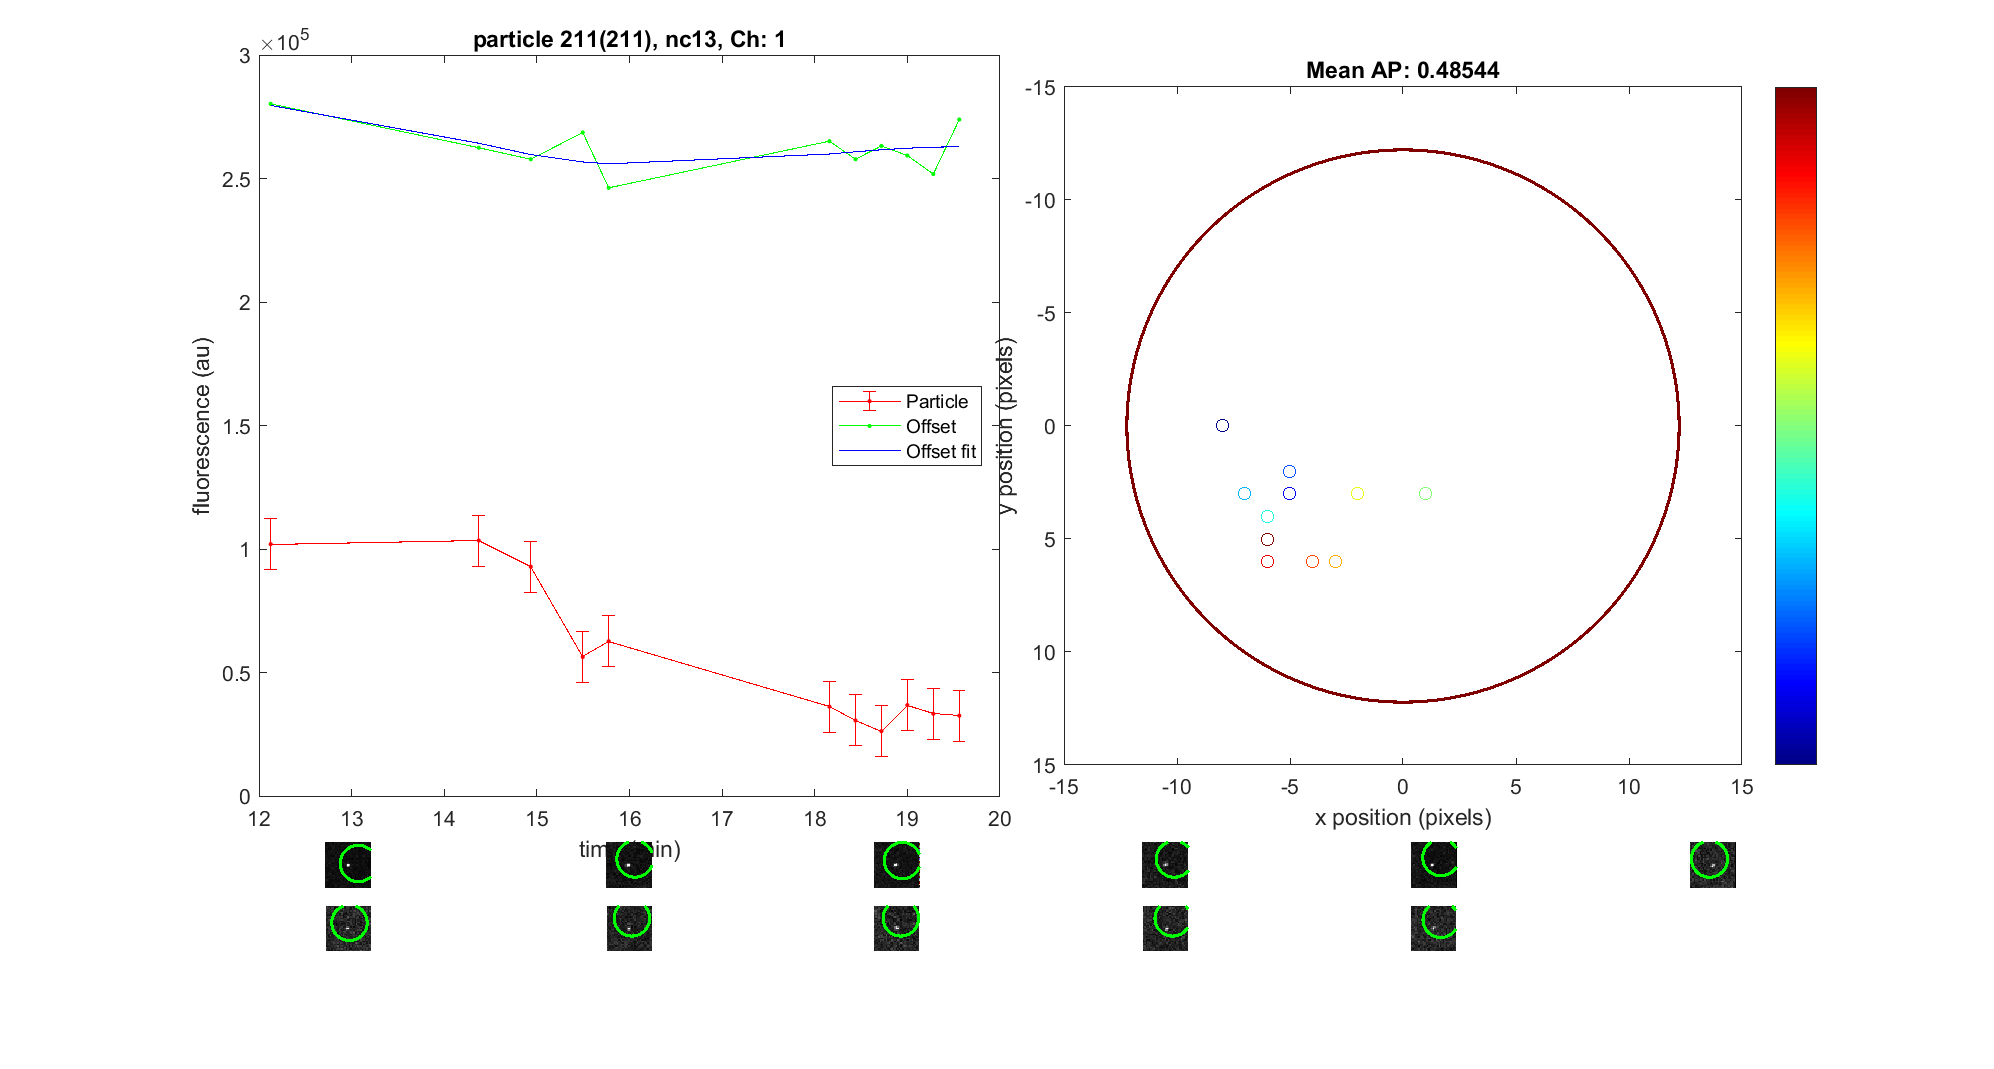 ×10⁵
particle 211(211), nc13, Ch: 1
3
2.5
2
1.5
1
0.5
0
fluorescence (au)
12 13 14 15 16 17 18 19 20
Particle
Offset
Offset fit
Mean AP: 0.48544
-15
-10
-5
0
5
10
15
y position (pixels)
-15 -10 -5 0 5 10 15
x position (pixels)